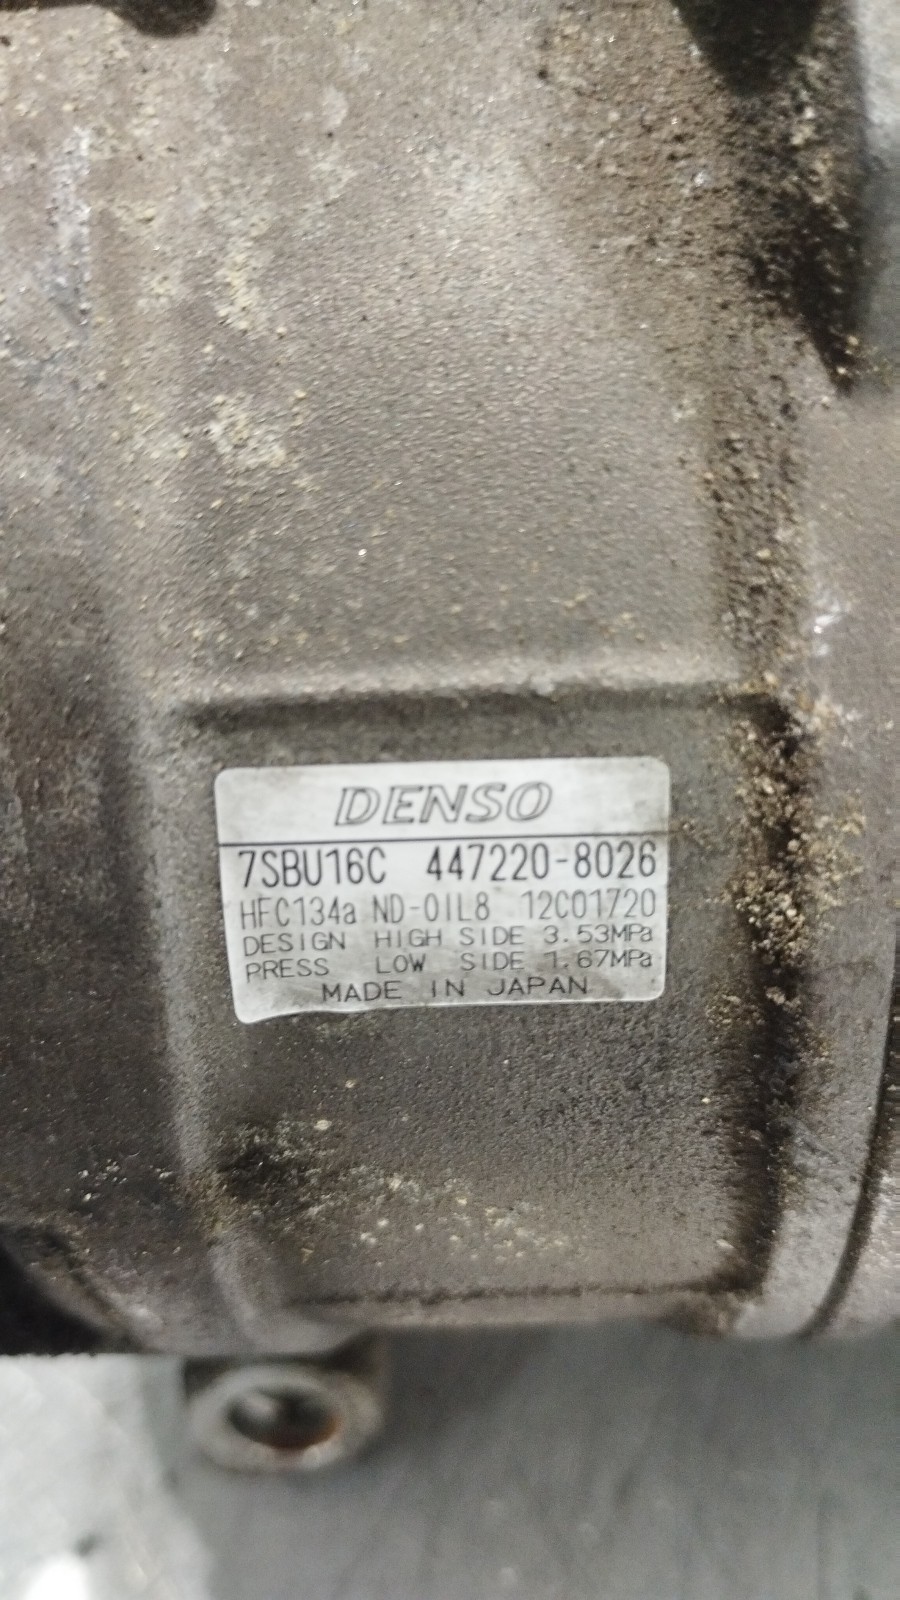 DENSO
7SBU16C 447220-8026
HFC134a ND-OIL8 12C01720
DESIGN HIGH SIDE 3.53MPa
PRESS LOW SIDE 1.67MPa
MADE IN JAPAN